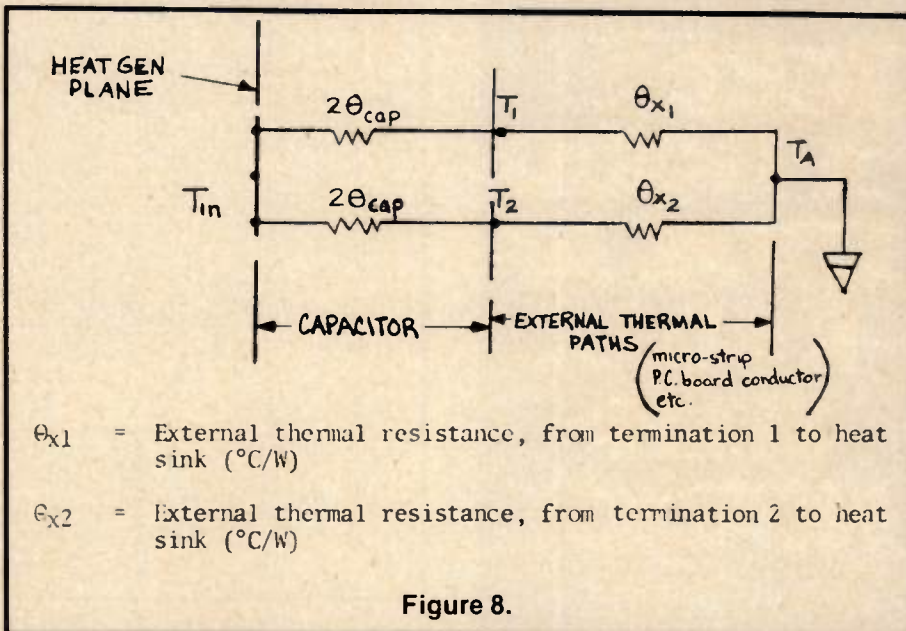 HEAT GEN
PLANE
2θcap
T1
θx1
TA
Tin
2θcap
T2
θx2
CAPACITOR
EXTERNAL THERMAL
PATHS
(micro-strip
P.C. board conductor
etc.)
θx1 = External thermal resistance, from termination 1 to heat
sink (°C/W)
θx2 = External thermal resistance, from termination 2 to heat
sink (°C/W)
Figure 8.